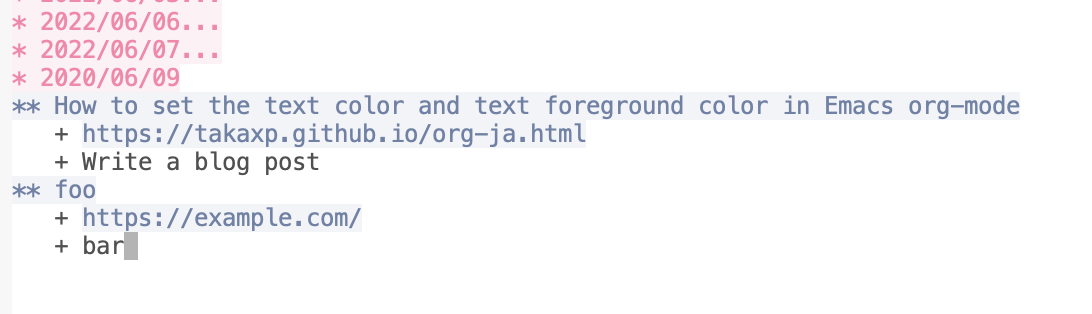 * 2022/06/06...
* 2022/06/07...
* 2020/06/09
** How to set the text color and text foreground color in Emacs org-mode
+ https://takaxp.github.io/org-ja.html
+ Write a blog post
** foo
+ https://example.com/
+ bar